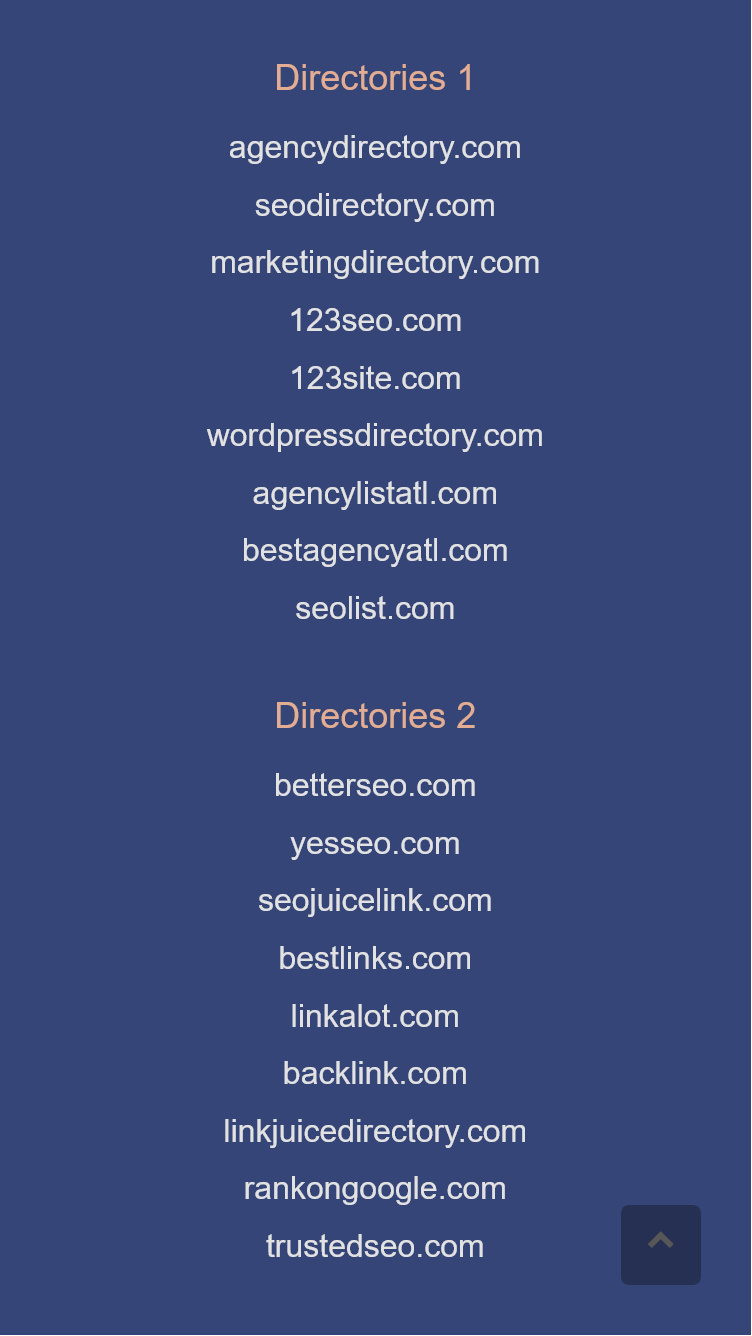 Directories 1
agencydirectory.com
seodirectory.com
marketingdirectory.com
123seo.com
123site.com
wordpressdirectory.com
agencylistatl.com
bestagencyatl.com
seolist.com
Directories 2
betterseo.com
yesseo.com
seojuicelink.com
bestlinks.com
linkalot.com
backlink.com
linkjuicedirectory.com
rankongoogle.com
trustedseo.com